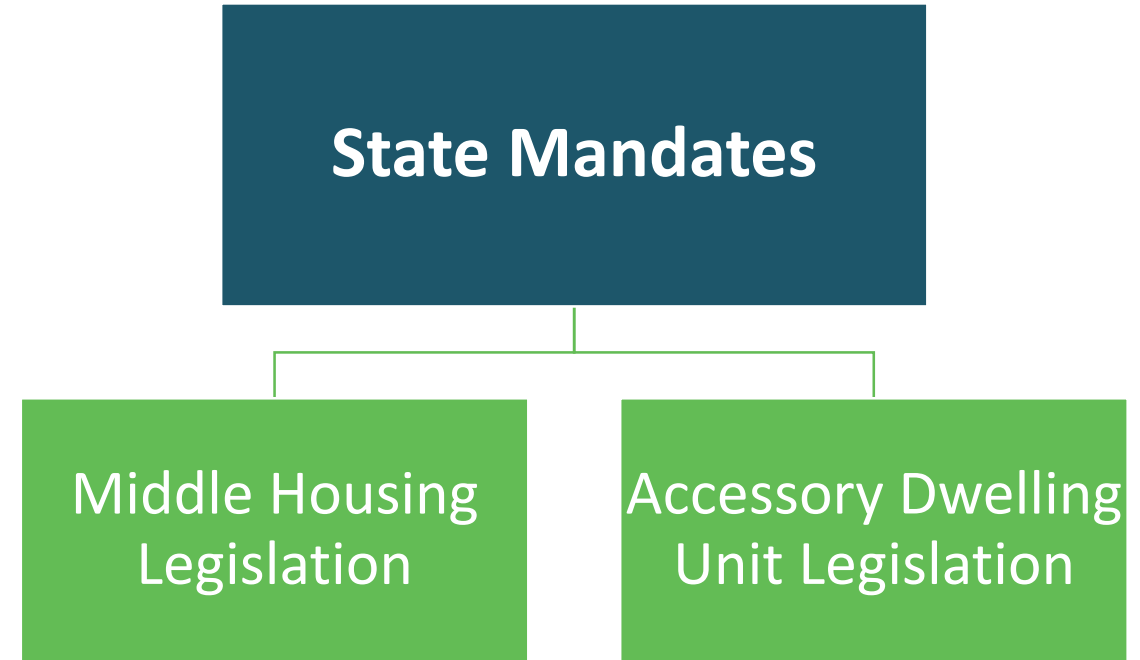 State Mandates
Middle Housing
Legislation
Accessory Dwelling
Unit Legislation